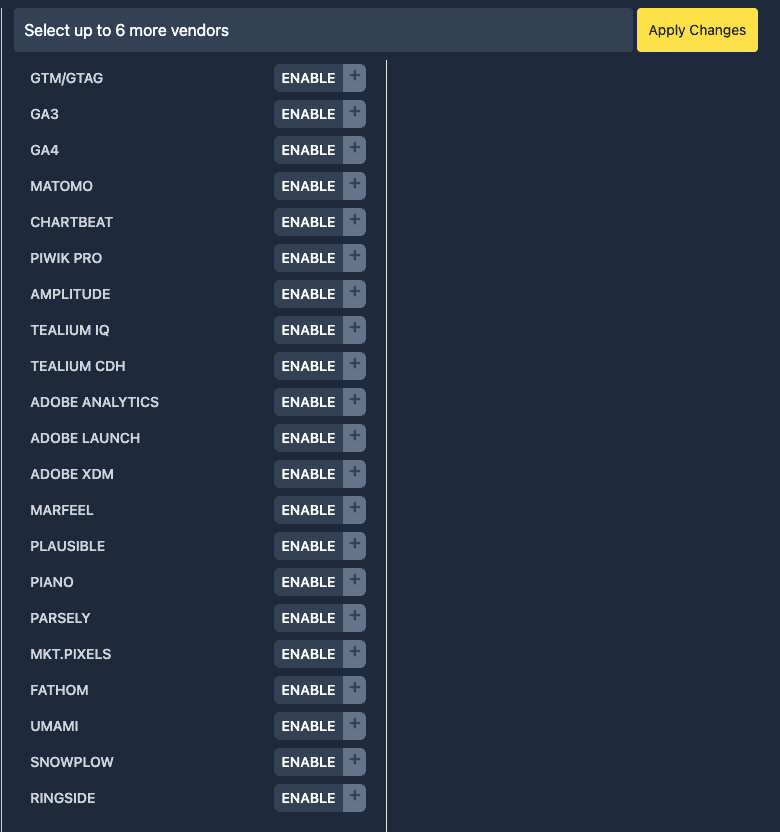 Select up to 6 more vendors Apply Changes
GTM/GTAG ENABLE +
GA3 ENABLE +
GA4 ENABLE +
MATOMO ENABLE +
CHARTBEAT ENABLE +
PIWIK PRO ENABLE +
AMPLITUDE ENABLE +
TEALIUM IQ ENABLE +
TEALIUM CDH ENABLE +
ADOBE ANALYTICS ENABLE +
ADOBE LAUNCH ENABLE +
ADOBE XDM ENABLE +
MARFEEL ENABLE +
PLAUSIBLE ENABLE +
PIANO ENABLE +
PARSELY ENABLE +
MKT.PIXELS ENABLE +
FATHOM ENABLE +
UMAMI ENABLE +
SNOWPLOW ENABLE +
RINGSIDE ENABLE +